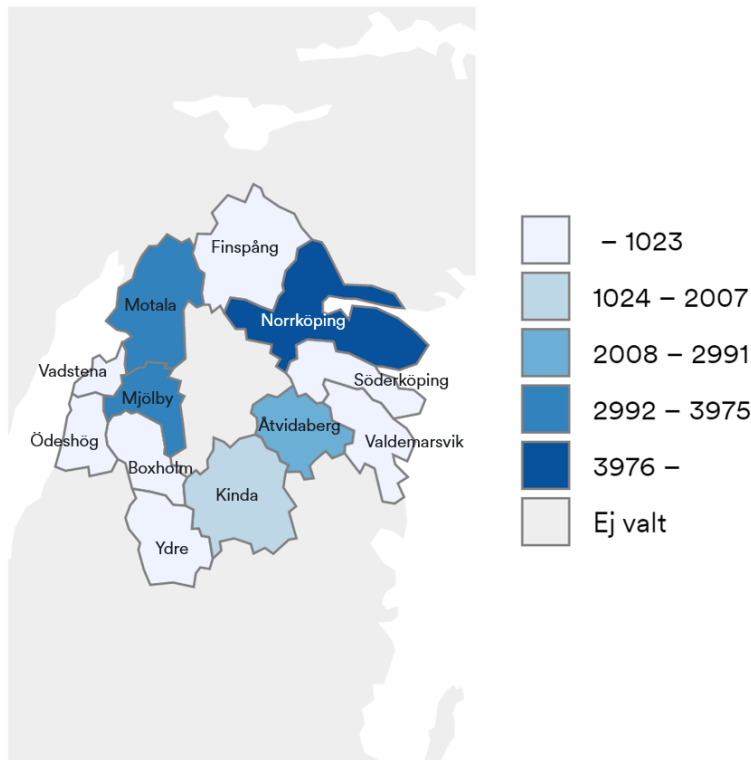 Finspång
Motala
Norrköping
Vadstena
Söderköping
Mjölby
Åtvidaberg
Ödeshög
Valdemarsvik
Boxholm
Kinda
Ydre
– 1023
1024 – 2007
2008 – 2991
2992 – 3975
3976 –
Ej valt